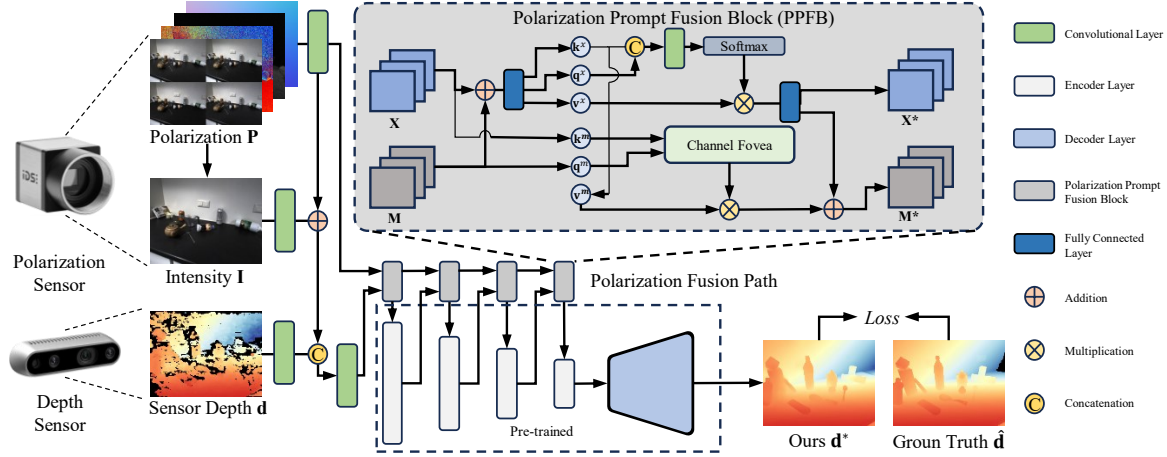 Polarization Prompt Fusion Block (PPFB)
Convolutional Layer
Encoder Layer
Decoder Layer
Polarization Prompt
Fusion Block
Fully Connected
Layer
Addition
Multiplication
C
Concatenation
iDS:
Polarization
Sensor
Depth
Sensor
Polarization P
Intensity I
Sensor Depth d
C
X
M
k^x
q^x
v^x
k^m
q^m
v^m
C
Softmax
Channel Fovea
X*
M*
Polarization Fusion Path
Pre-trained
Loss
Ours d*
Groun Truth d̂